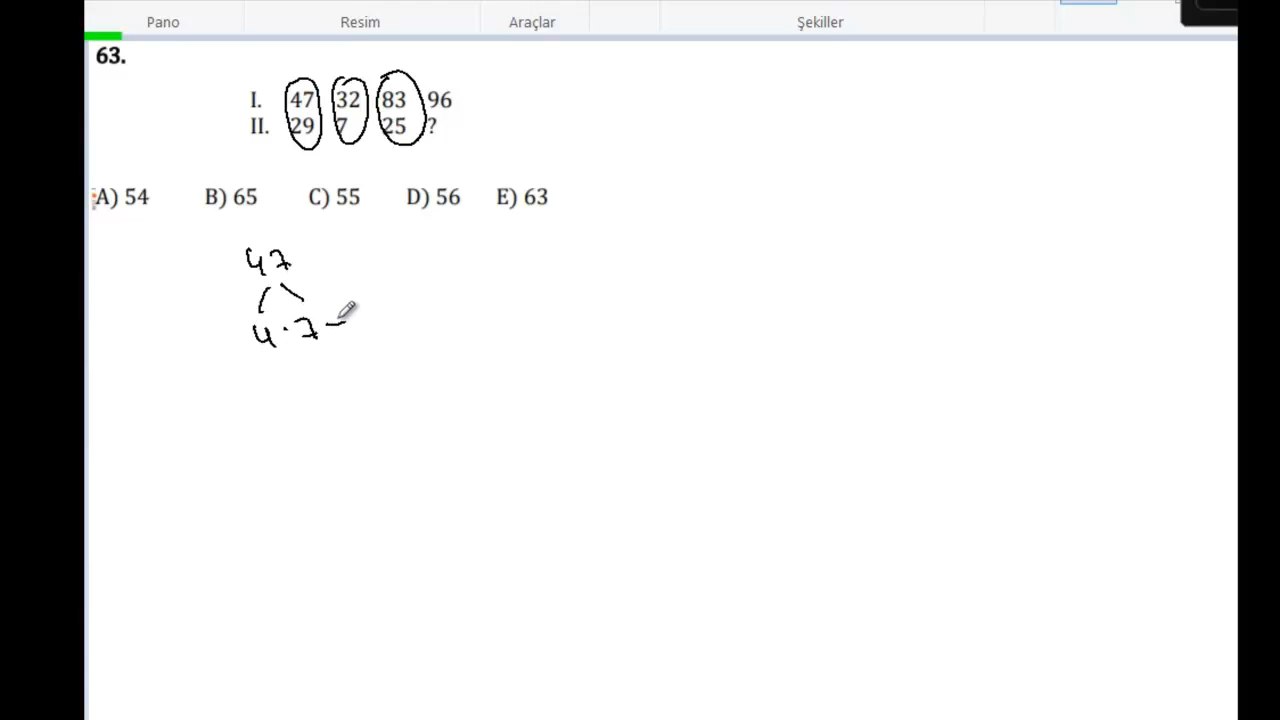 Pano Resim Araçlar Şekiller
63.
I. 47 32 83 96
II. 29 7 25 ?
A) 54 B) 65 C) 55 D) 56 E) 63
47
4.7-